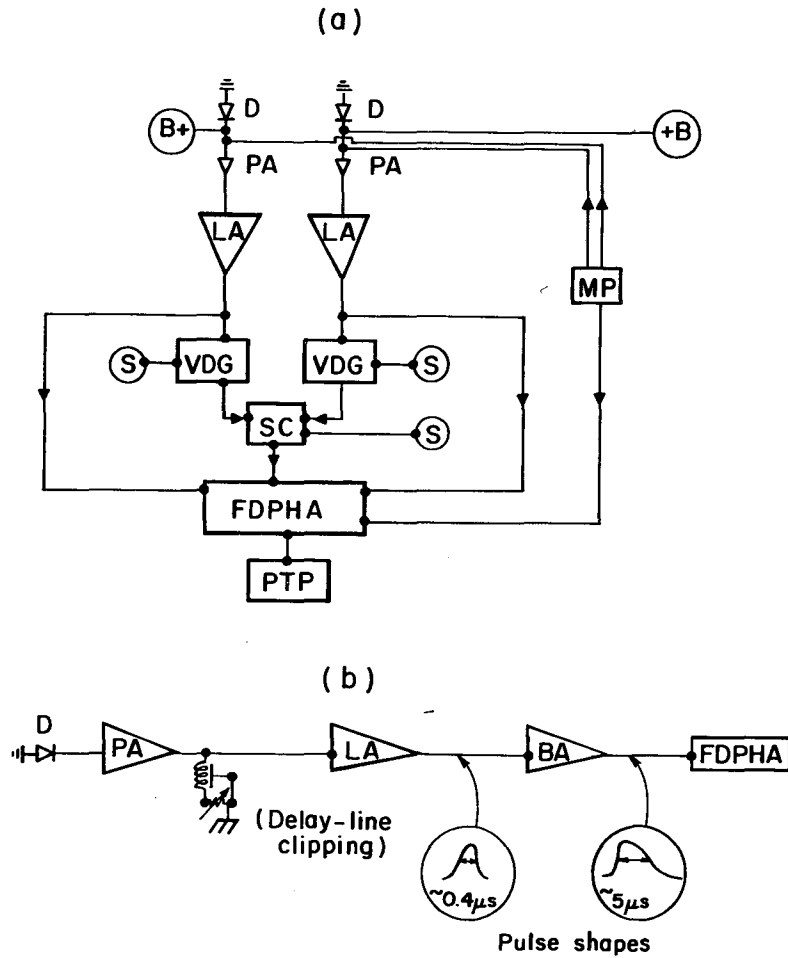 (a)
D D
B+ +B
PA PA
LA LA
MP
S VDG VDG S
SC S
FDPHA
PTP
(b)
D
PA LA BA FDPHA
(Delay-line
clipping)
~0.4μs ~5μs
Pulse shapes